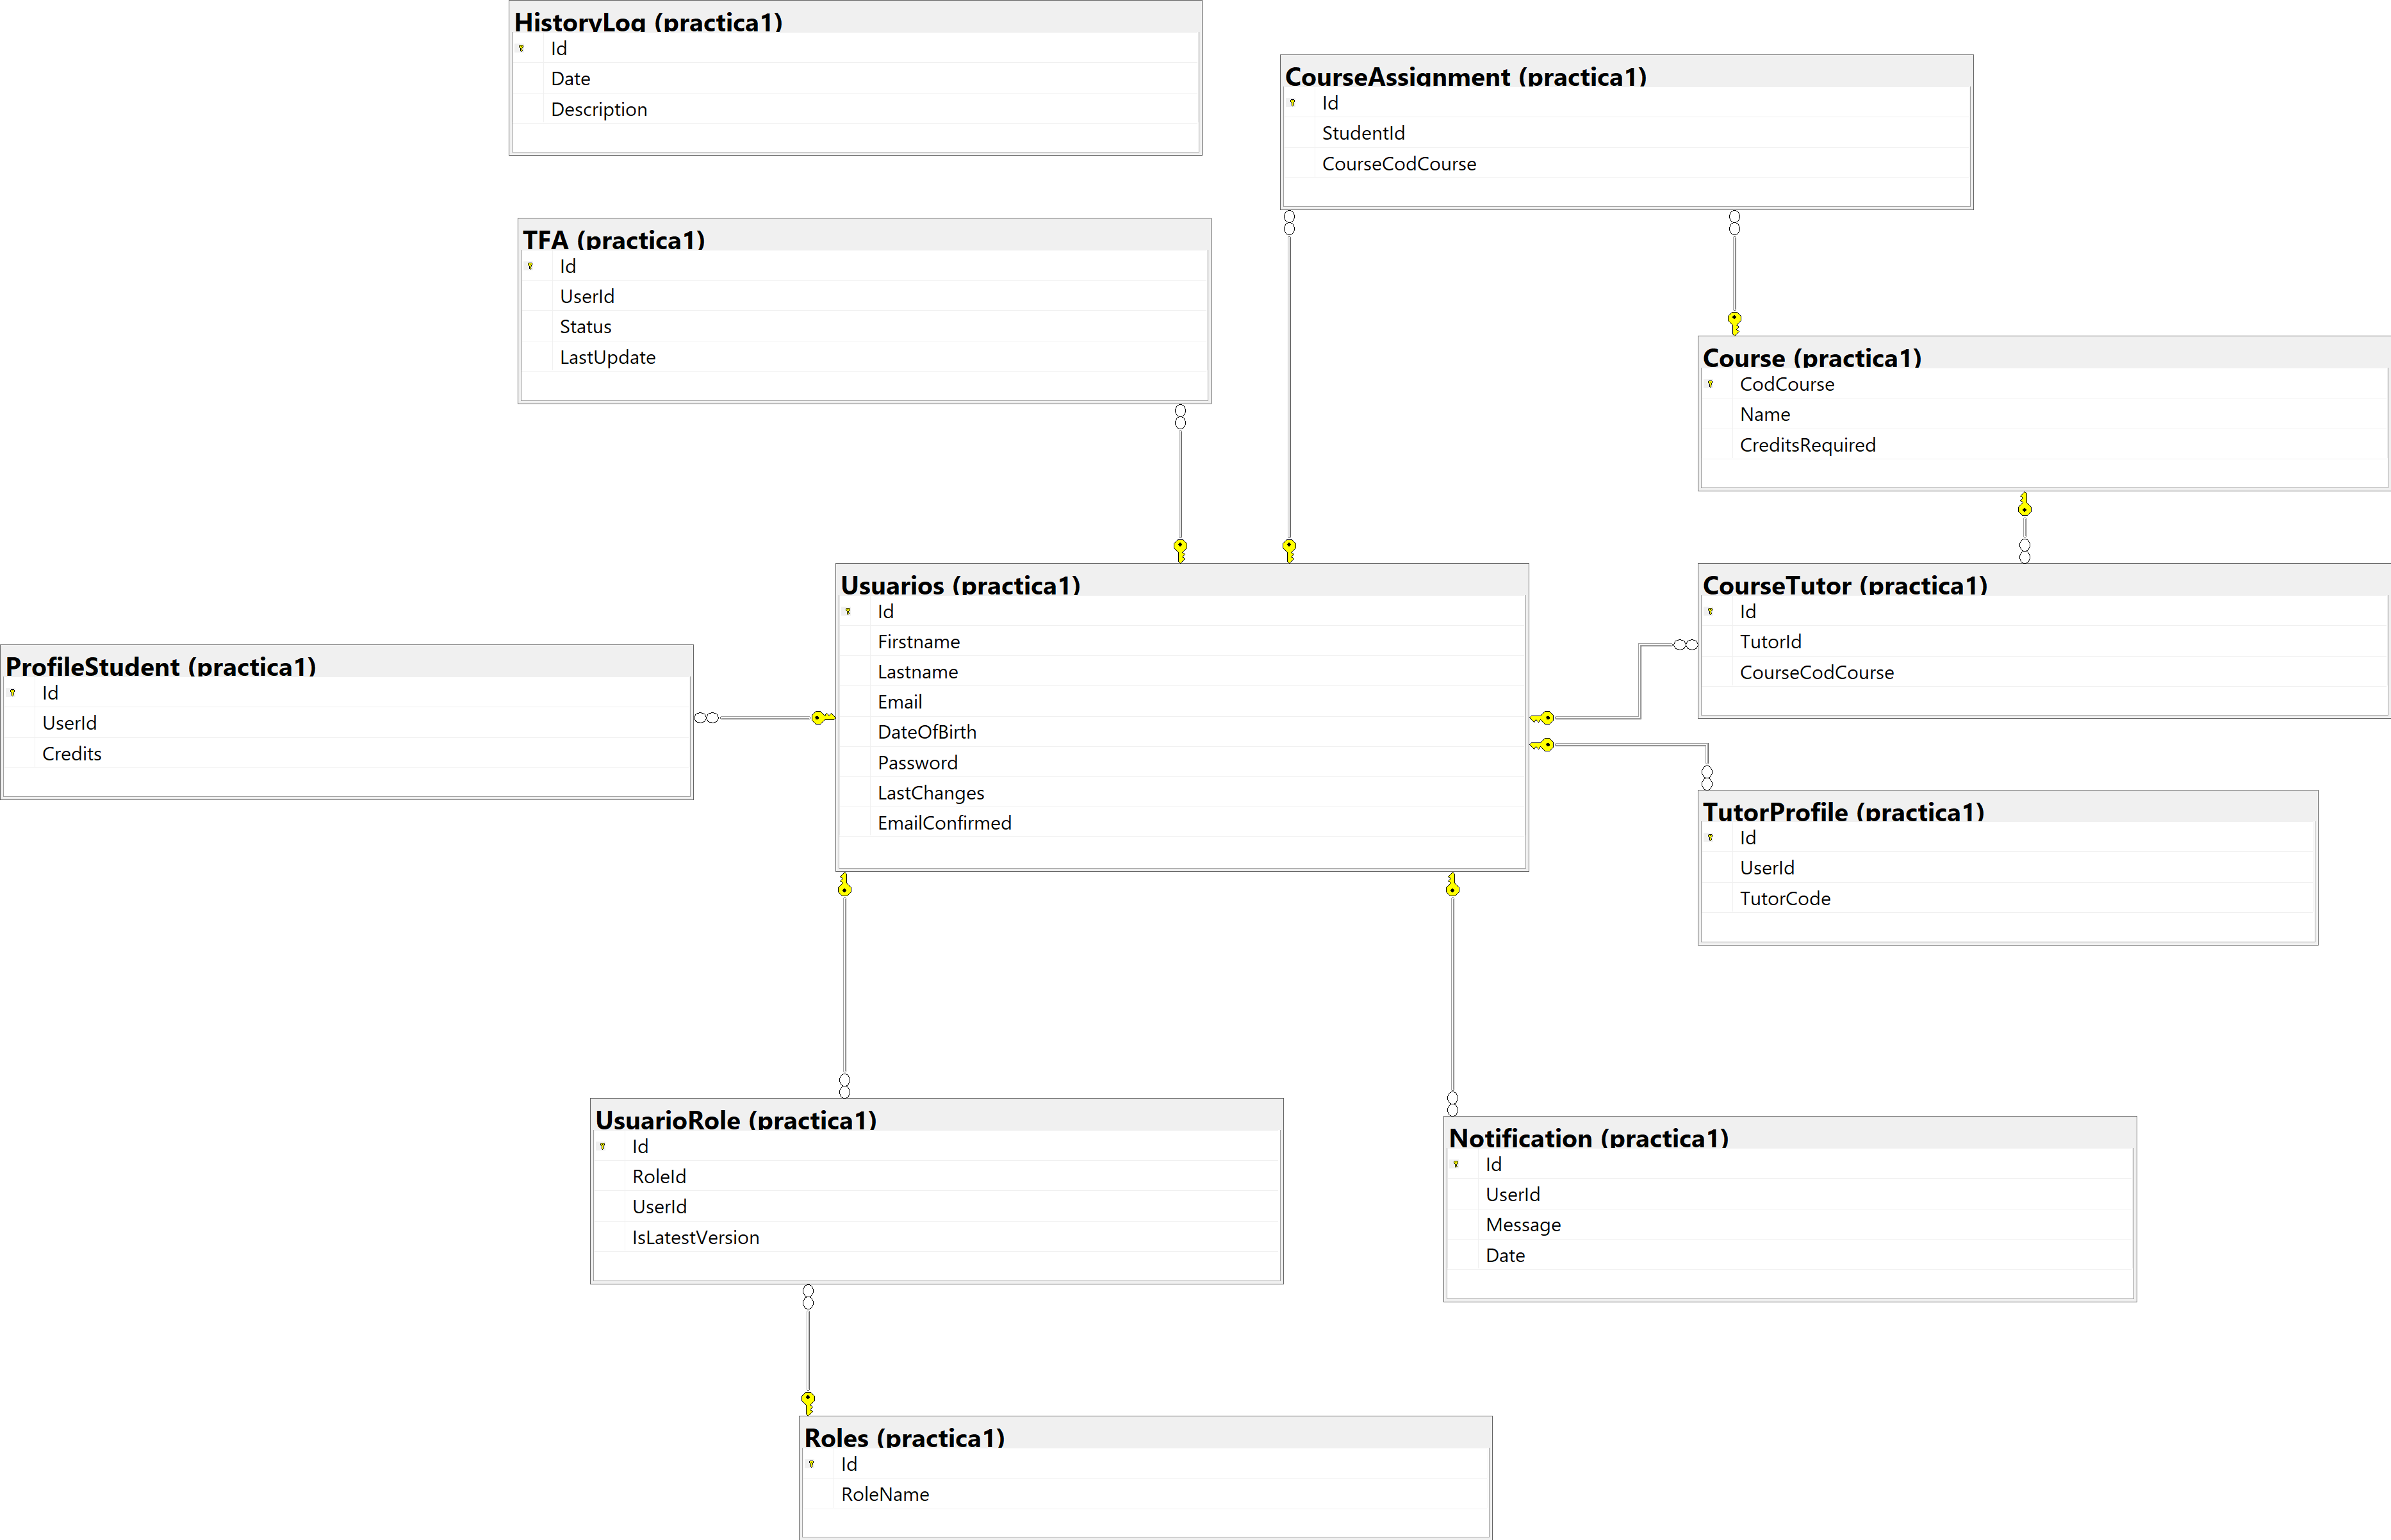 HistoryLog (practica1)
Id
Date
Description
CourseAssignment (practica1)
Id
StudentId
CourseCodCourse
TFA (practica1)
Id
UserId
Status
LastUpdate
Course (practica1)
CodCourse
Name
CreditsRequired
Usuarios (practica1)
Id
Firstname
Lastname
Email
DateOfBirth
Password
LastChanges
EmailConfirmed
CourseTutor (practica1)
Id
TutorId
CourseCodCourse
ProfileStudent (practica1)
Id
UserId
Credits
TutorProfile (practica1)
Id
UserId
TutorCode
UsuarioRole (practica1)
Id
RoleId
UserId
IsLatestVersion
Notification (practica1)
Id
UserId
Message
Date
Roles (practica1)
Id
RoleName